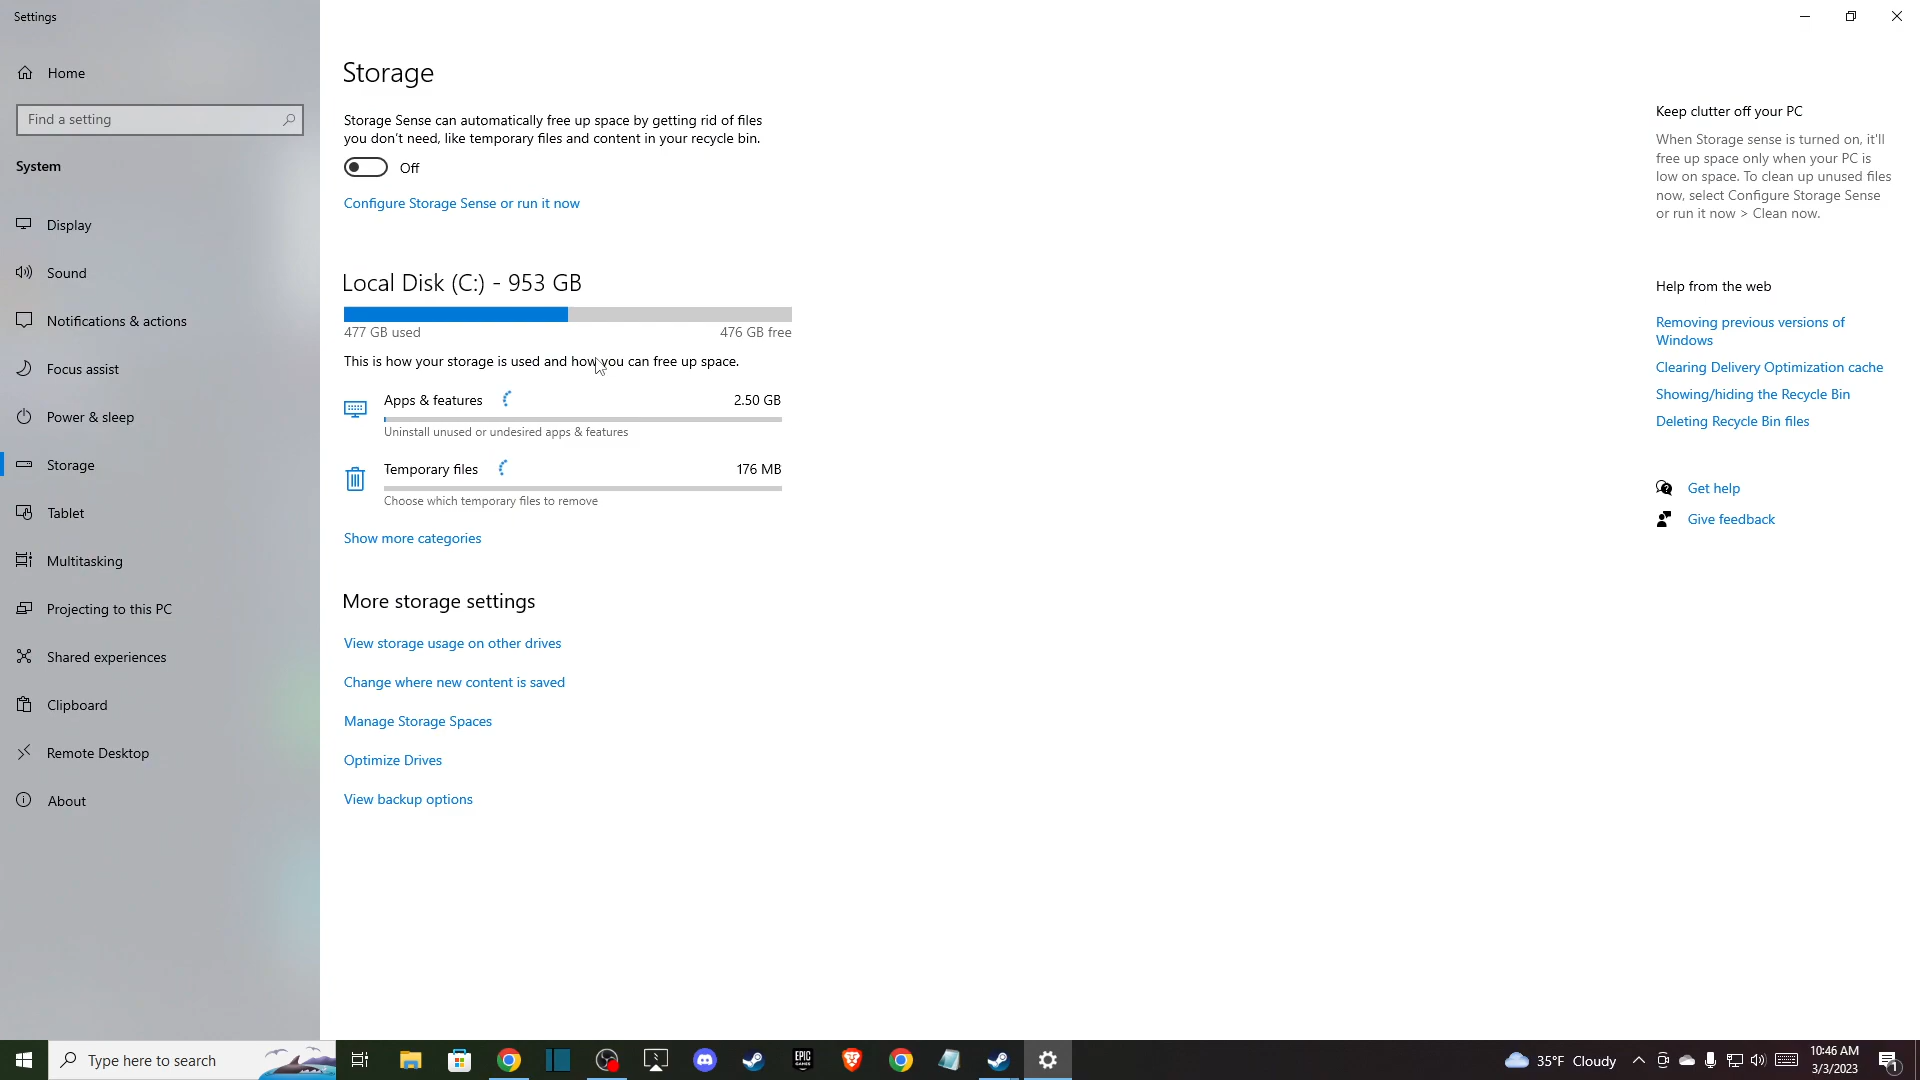 Settings
Home
Find a setting
System
Display
Sound
Notifications & actions
Focus assist
Power & sleep
Storage
Tablet
Multitasking
Projecting to this PC
Shared experiences
Clipboard
Remote Desktop
About
Storage
Storage Sense can automatically free up space by getting rid of files
you don't need, like temporary files and content in your recycle bin.
Off
Configure Storage Sense or run it now
Local Disk (C:) - 953 GB
477 GB used 476 GB free
This is how your storage is used and how you can free up space.
Apps & features 2.50 GB
Uninstall unused or undesired apps & features
Temporary files 176 MB
Choose which temporary files to remove
Show more categories
More storage settings
View storage usage on other drives
Change where new content is saved
Manage Storage Spaces
Optimize Drives
View backup options
Keep clutter off your PC
When Storage sense is turned on, it'll
free up space only when your PC is
low on space. To clean up unused files
now, select Configure Storage Sense
or run it now > Clean now.
Help from the web
Removing previous versions of
Windows
Clearing Delivery Optimization cache
Showing/hiding the Recycle Bin
Deleting Recycle Bin files
Get help
Give feedback
Type here to search
EPIC
GAMES
35°F Cloudy
10:46 AM
3/3/2023
1